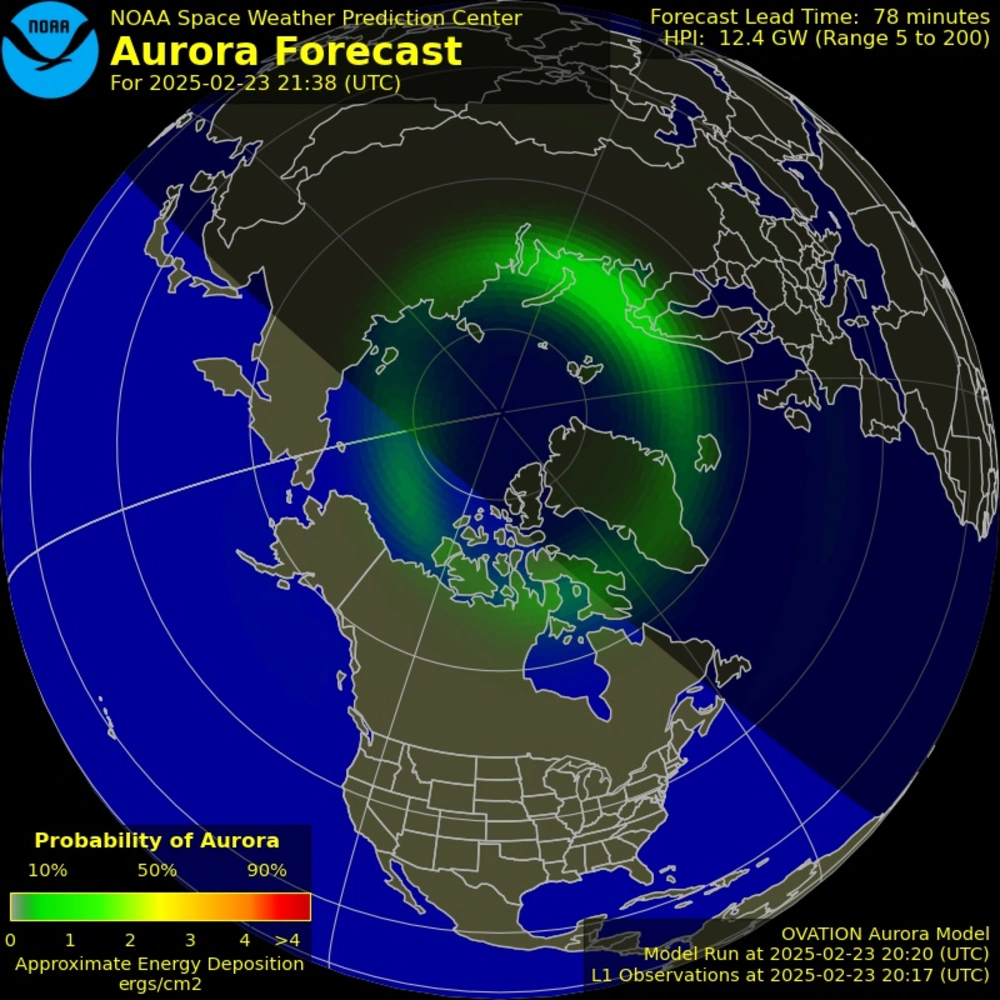 NOAA
NOAA Space Weather Prediction Center
Aurora Forecast
For 2025-02-23 21:38 (UTC)
Forecast Lead Time: 78 minutes
HPI: 12.4 GW (Range 5 to 200)
Probability of Aurora
10% 50% 90%
0 1 2 3 4 >4
Approximate Energy Deposition
ergs/cm2
OVATION Aurora Model
Model Run at 2025-02-23 20:20 (UTC)
L1 Observations at 2025-02-23 20:17 (UTC)